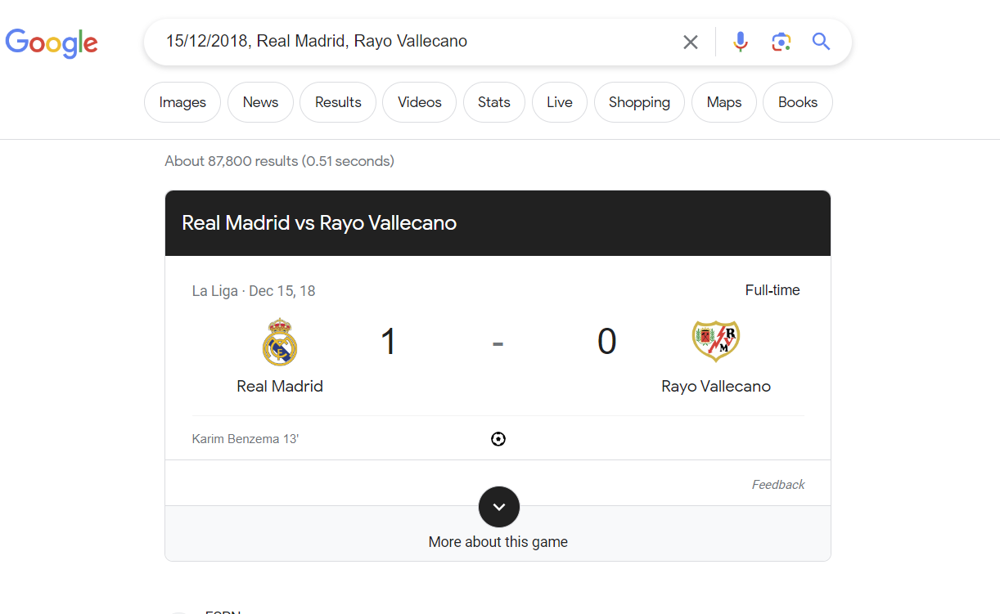 Google
15/12/2018, Real Madrid, Rayo Vallecano
Images News Results Videos Stats Live Shopping Maps Books
About 87,800 results (0.51 seconds)
Real Madrid vs Rayo Vallecano
La Liga · Dec 15, 18 Full-time
1 - 0
R
M
Real Madrid Rayo Vallecano
Karim Benzema 13'
Feedback
More about this game
ESPN